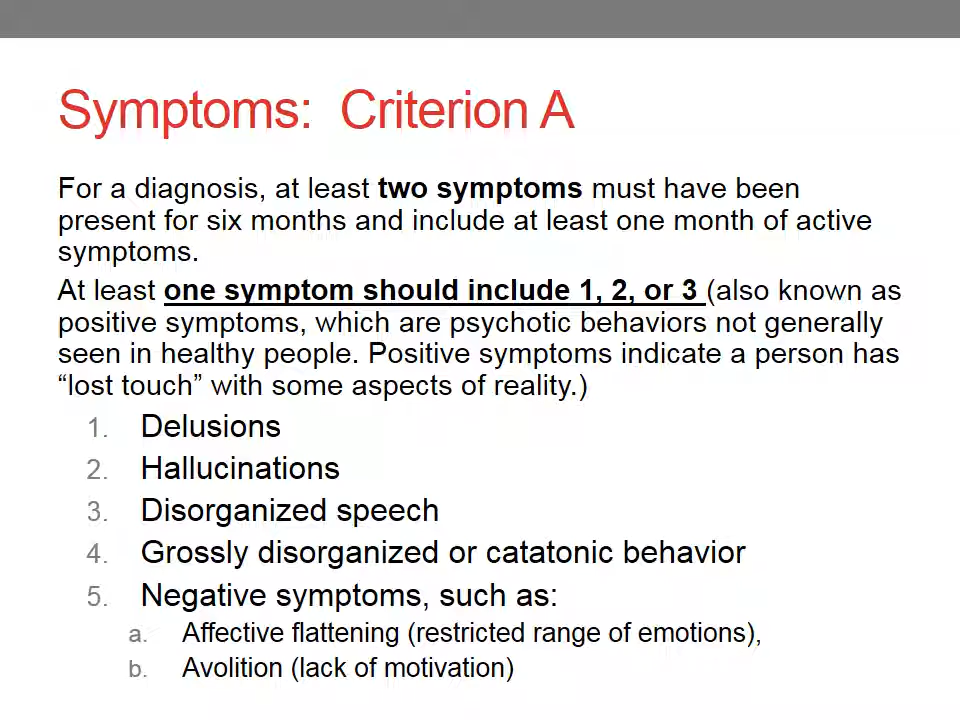 Symptoms: Criterion A
For a diagnosis, at least two symptoms must have been
present for six months and include at least one month of active
symptoms.
At least one symptom should include 1, 2, or 3 (also known as
positive symptoms, which are psychotic behaviors not generally
seen in healthy people. Positive symptoms indicate a person has
“lost touch” with some aspects of reality.)
1. Delusions
2. Hallucinations
3. Disorganized speech
4. Grossly disorganized or catatonic behavior
5. Negative symptoms, such as:
a. Affective flattening (restricted range of emotions),
b. Avolition (lack of motivation)